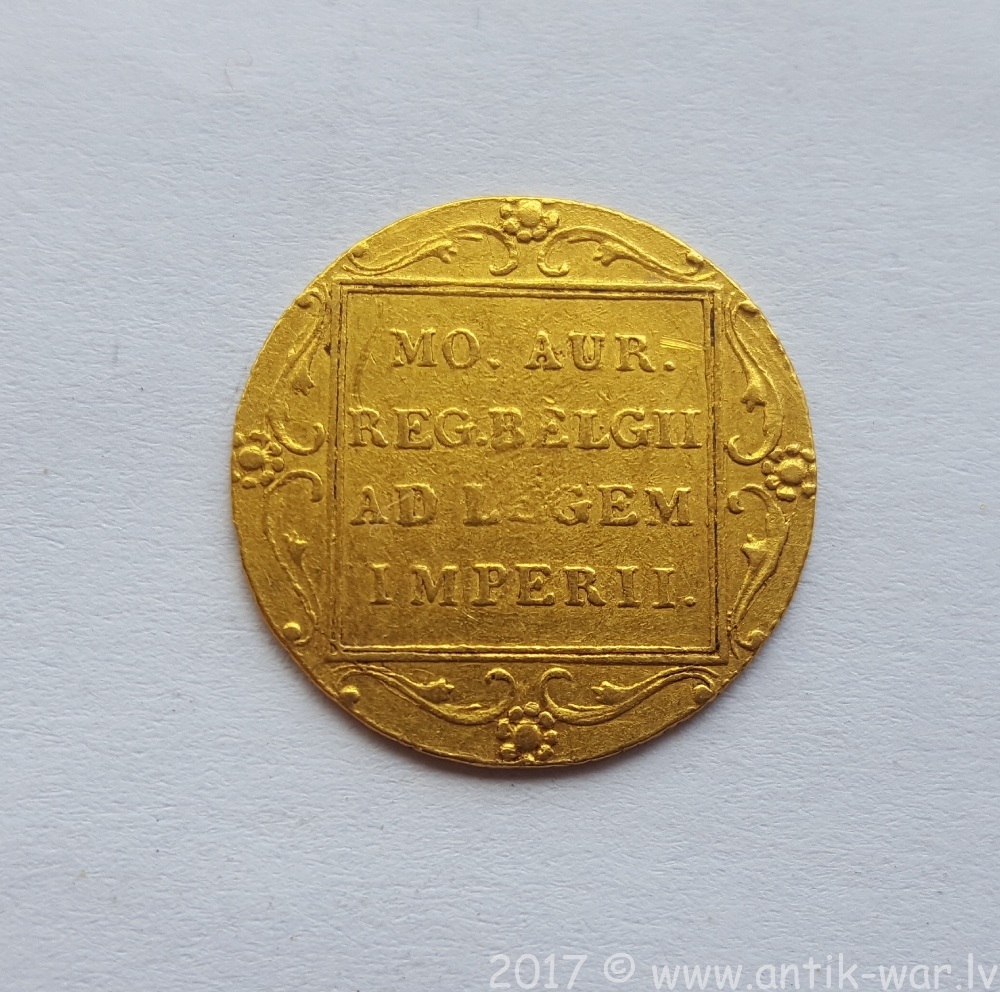 MO. AUR.
REG.BELGII
AD LEGEM
IMPERII.
2017 © www.antik-war.lv